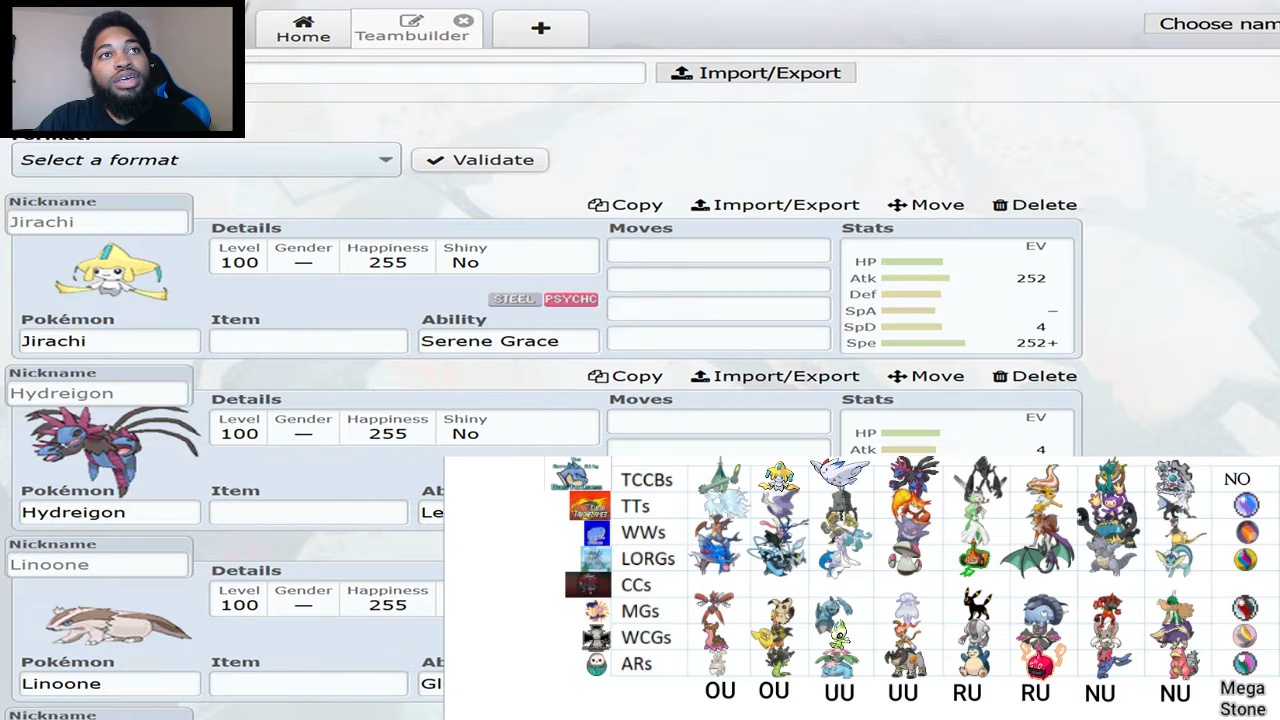 Home
Teambuilder
+
Choose nam
Import/Export
Select a format
Validate
Nickname
Jirachi
Copy Import/Export Move Delete
Details
Level Gender Happiness Shiny
100 — 255 No
STEEL PSYCHC
Pokémon Item Ability
Jirachi Serene Grace
Moves
Stats
EV
HP
Atk 252
Def
SpA –
SpD 4
Spe 252+
Nickname
Hydreigon
Copy Import/Export Move Delete
Details
Level Gender Happiness Shiny
100 — 255 No
Pokémon Item Ab
Hydreigon Le
Moves
Stats
EV
HP
Atk 4
Nickname
Linoone
Details
Level Gender Happiness
100 — 255
Pokémon Item Ab
Linoone Gl
Nickname
TCCBs NO
TTs
WWs
LORGs
CCs
MGs
WCGs
ARs
OU OU UU UU RU RU NU NU Mega
Stone